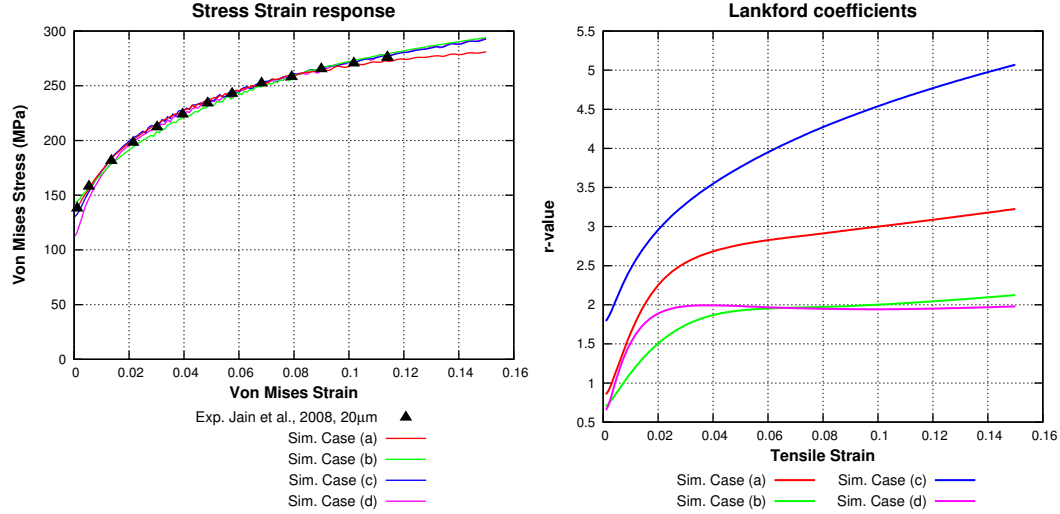 Stress Strain response
300
250
200
150
100
50
0
Von Mises Stress (MPa)
0 0.02 0.04 0.06 0.08 0.1 0.12 0.14 0.16
Von Mises Strain
Exp. Jain et al., 2008, 20μm
Sim. Case (a)
Sim. Case (b)
Sim. Case (c)
Sim. Case (d)
Lankford coefficients
5.5
5
4.5
4
3.5
3
2.5
2
1.5
1
0.5
r-value
0 0.02 0.04 0.06 0.08 0.1 0.12 0.14 0.16
Tensile Strain
Sim. Case (a) Sim. Case (c)
Sim. Case (b) Sim. Case (d)